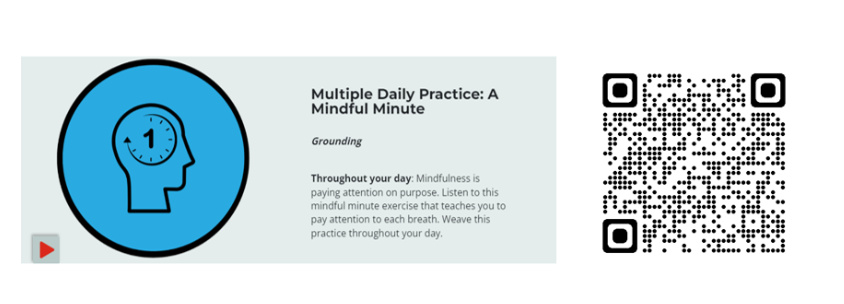 1
Multiple Daily Practice: A
Mindful Minute
Grounding
Throughout your day: Mindfulness is
paying attention on purpose. Listen to this
mindful minute exercise that teaches you to
pay attention to each breath. Weave this
practice throughout your day.